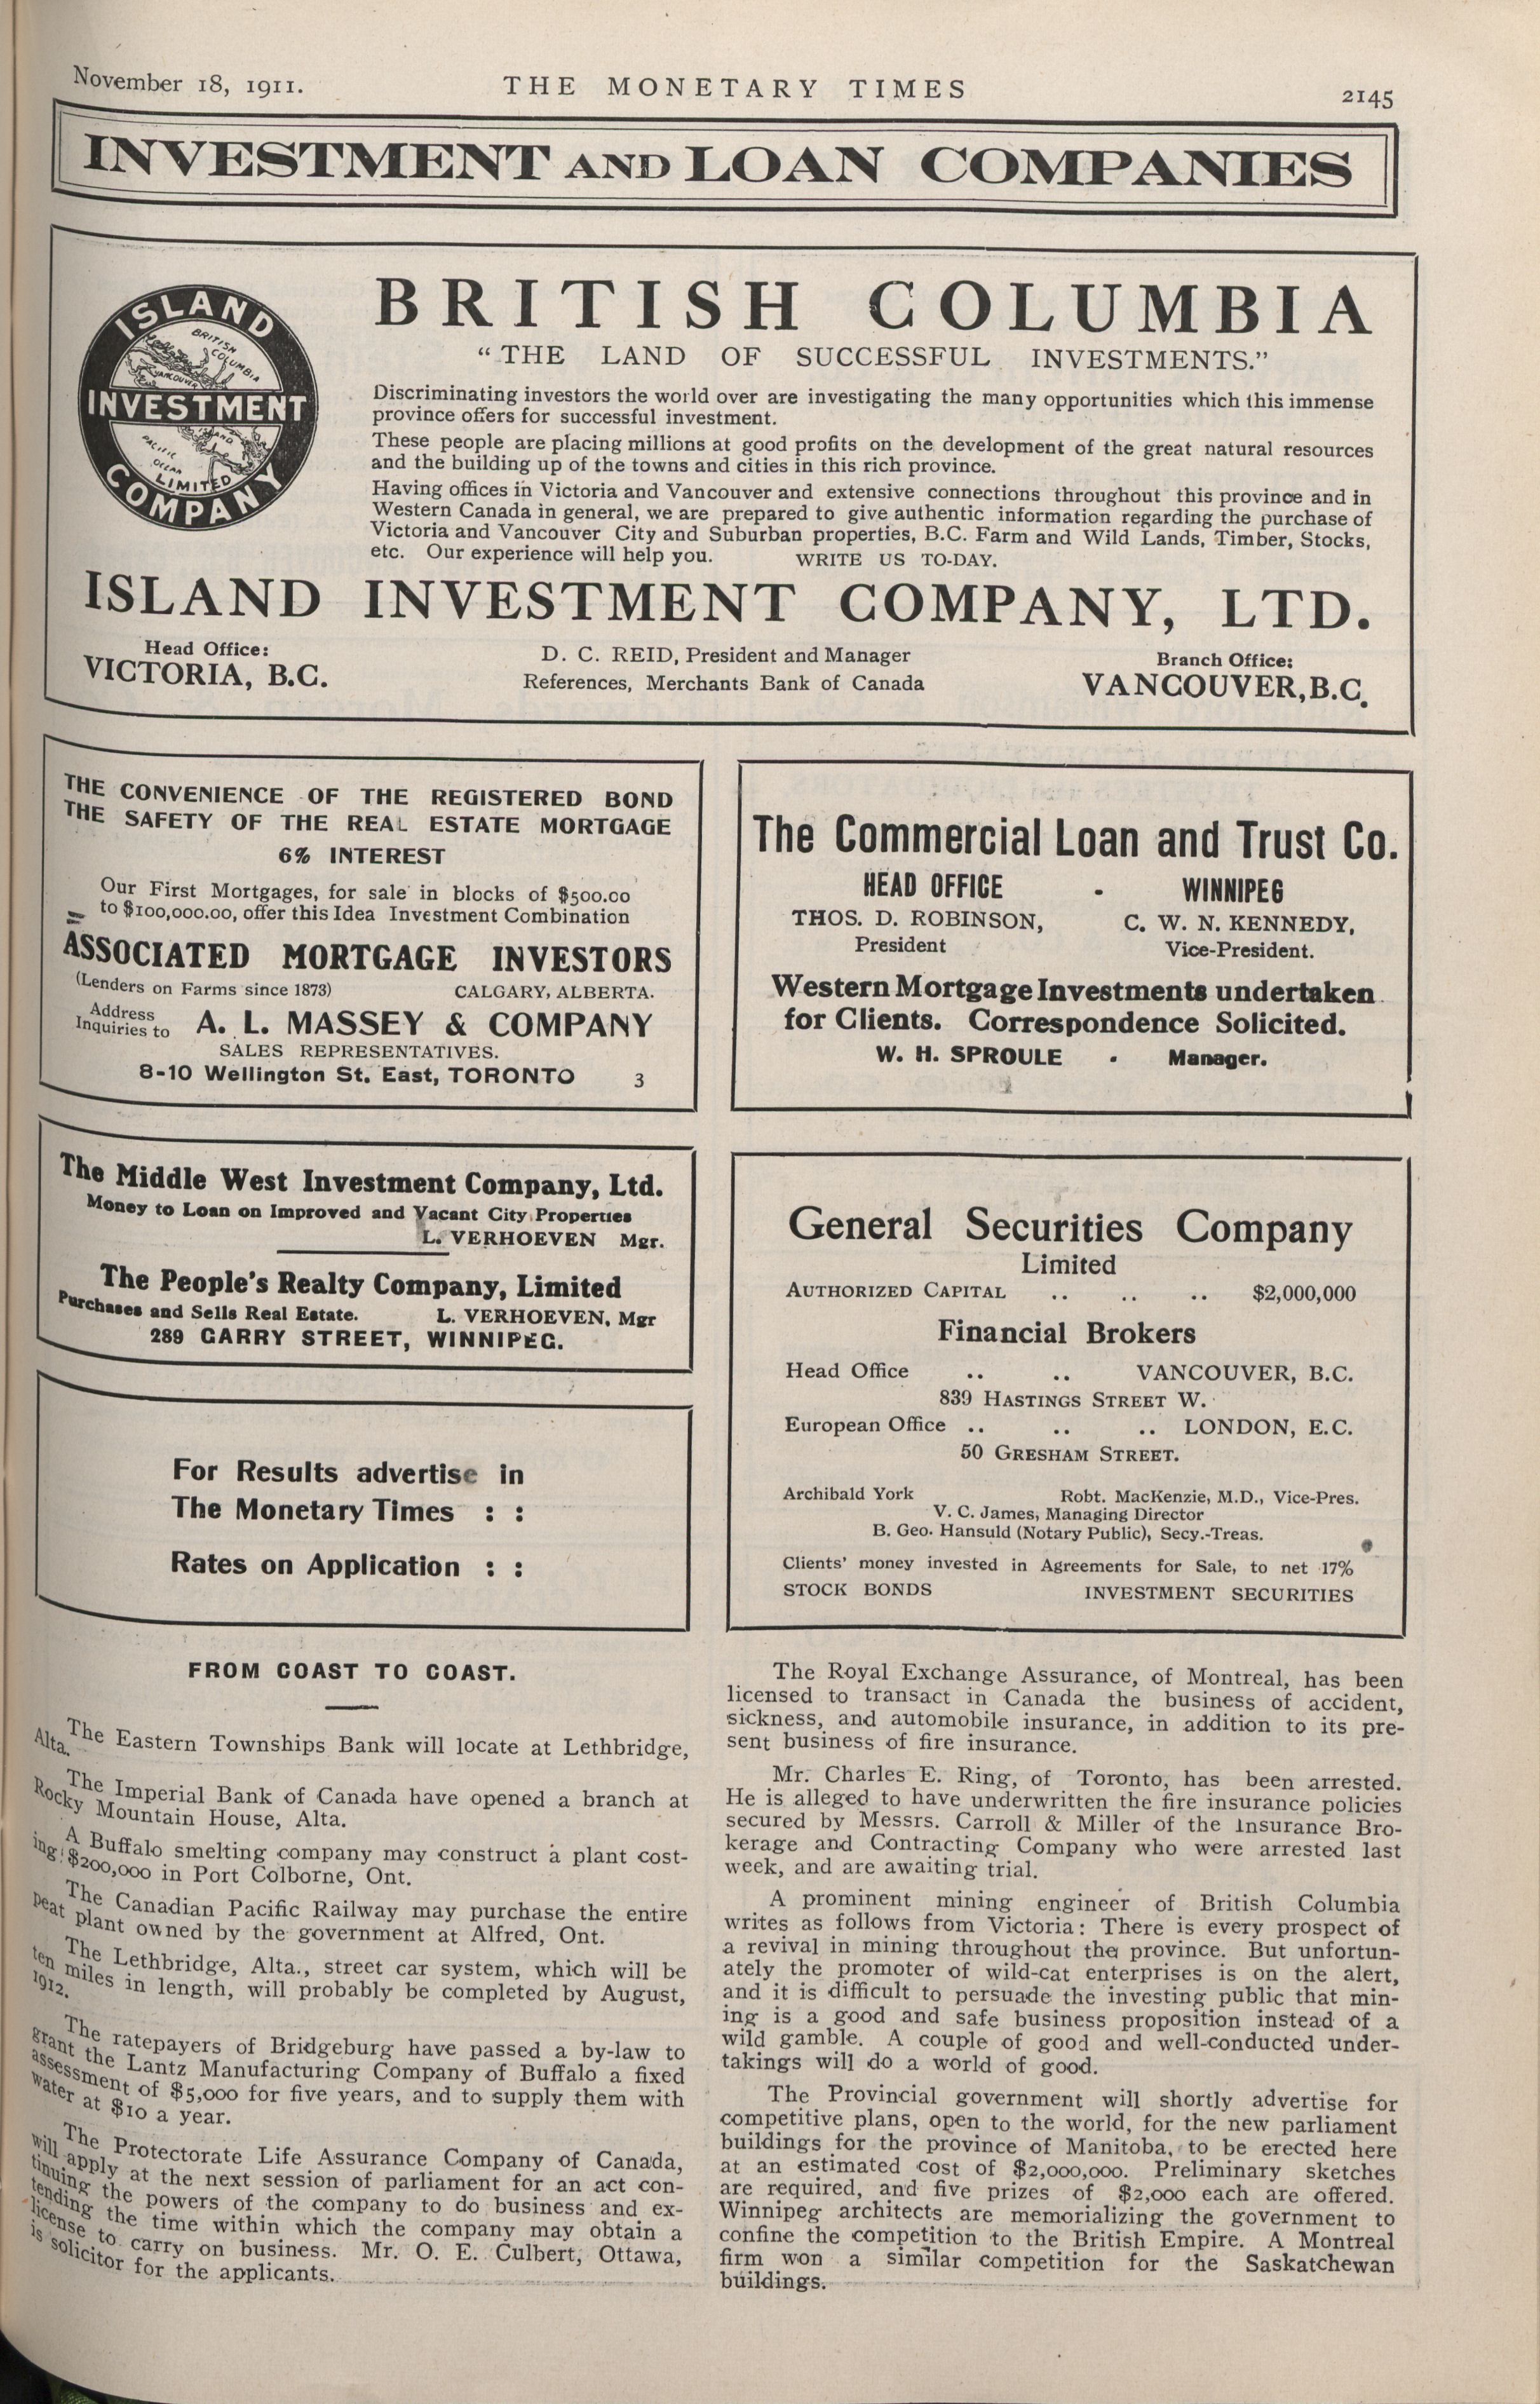 November 18, 1911.
THE MONETARY TIMES
2145
INVESTMENT AND LOAN COMPANIES
ISLAND
BRITISH
COLUMBIA
VANCOUVER
INVESTMENT
ISLAND
PACIFIC
OCEAN
LIMITED
COMPANY
BRITISH COLUMBIA
“THE LAND OF SUCCESSFUL INVESTMENTS.”
Discriminating investors the world over are investigating the many opportunities which this immense
province offers for successful investment.
These people are placing millions at good profits on the development of the great natural resources
and the building up of the towns and cities in this rich province.
Having offices in Victoria and Vancouver and extensive connections throughout this province and in
Western Canada in general, we are prepared to give authentic information regarding the purchase of
Victoria and Vancouver City and Suburban properties, B.C. Farm and Wild Lands, Timber, Stocks,
etc. Our experience will help you. WRITE US TO-DAY.
ISLAND INVESTMENT COMPANY, LTD.
Head Office:
VICTORIA, B.C.
D. C. REID, President and Manager
References, Merchants Bank of Canada
Branch Office:
VANCOUVER, B.C.
THE CONVENIENCE OF THE REGISTERED BOND
THE SAFETY OF THE REAL ESTATE MORTGAGE
6% INTEREST
Our First Mortgages, for sale in blocks of $500.00
to $100,000.00, offer this Idea Investment Combination
ASSOCIATED MORTGAGE INVESTORS
(Lenders on Farms since 1873) CALGARY, ALBERTA.
Address
Inquiries to A. L. MASSEY & COMPANY
SALES REPRESENTATIVES.
8-10 Wellington St. East, TORONTO 3
The Commercial Loan and Trust Co.
HEAD OFFICE - WINNIPEG
THOS. D. ROBINSON, C. W. N. KENNEDY,
President Vice-President.
Western Mortgage Investments undertaken
for Clients. Correspondence Solicited.
W. H. SPROULE - Manager.
The Middle West Investment Company, Ltd.
Money to Loan on Improved and Vacant City Properties
L. VERHOEVEN Mgr.
The People's Realty Company, Limited
Purchases and Sells Real Estate. L. VERHOEVEN, Mgr
289 GARRY STREET, WINNIPEG.
For Results advertise in
The Monetary Times : :
Rates on Application : :
General Securities Company
Limited
AUTHORIZED CAPITAL .. .. .. $2,000,000
Financial Brokers
Head Office .. .. VANCOUVER, B.C.
839 HASTINGS STREET W.
European Office .. .. .. LONDON, E.C.
50 GRESHAM STREET.
Archibald York Robt. MacKenzie, M.D., Vice-Pres.
V. C. James, Managing Director
B. Geo. Hansuld (Notary Public), Secy.-Treas.
Clients' money invested in Agreements for Sale, to net 17%
STOCK BONDS INVESTMENT SECURITIES
FROM COAST TO COAST.
The Eastern Townships Bank will locate at Lethbridge,
Alta.
The Imperial Bank of Canada have opened a branch at
Rocky Mountain House, Alta.
A Buffalo smelting company may construct a plant cost-
ing $200,000 in Port Colborne, Ont.
The Canadian Pacific Railway may purchase the entire
peat plant owned by the government at Alfred, Ont.
The Lethbridge, Alta., street car system, which will be
ten miles in length, will probably be completed by August,
1912.
The ratepayers of Bridgeburg have passed a by-law to
grant the Lantz Manufacturing Company of Buffalo a fixed
assessment of $5,000 for five years, and to supply them with
water at $10 a year.
The Protectorate Life Assurance Company of Canada,
will apply at the next session of parliament for an act con-
tinuing the powers of the company to do business and ex-
tending the time within which the company may obtain a
license to carry on business. Mr. O. E. Culbert, Ottawa,
is solicitor for the applicants.
The Royal Exchange Assurance, of Montreal, has been
licensed to transact in Canada the business of accident,
sickness, and automobile insurance, in addition to its pre-
sent business of fire insurance.
Mr. Charles E. Ring, of Toronto, has been arrested.
He is alleged to have underwritten the fire insurance policies
secured by Messrs. Carroll & Miller of the Insurance Bro-
kerage and Contracting Company who were arrested last
week, and are awaiting trial.
A prominent mining engineer of British Columbia
writes as follows from Victoria: There is every prospect of
a revival in mining throughout the province. But unfortun-
ately the promoter of wild-cat enterprises is on the alert,
and it is difficult to persuade the investing public that min-
ing is a good and safe business proposition instead of a
wild gamble. A couple of good and well-conducted under-
takings will do a world of good.
The Provincial government will shortly advertise for
competitive plans, open to the world, for the new parliament
buildings for the province of Manitoba, to be erected here
at an estimated cost of $2,000,000. Preliminary sketches
are required, and five prizes of $2,000 each are offered.
Winnipeg architects are memorializing the government to
confine the competition to the British Empire. A Montreal
firm won a similar competition for the Saskatchewan
buildings.